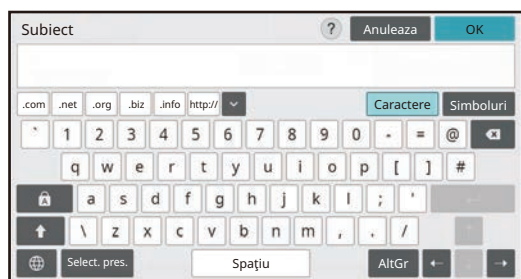 Subiect ? Anuleaza OK
.com .net .org .biz .info http:// Caractere Simboluri
` 1 2 3 4 5 6 7 8 9 0 - = @
q w e r t y u i o p [ ] #
A a s d f g h j k l ; '
\ z x c v b n m , . /
Select. pres. Spațiu AltGr